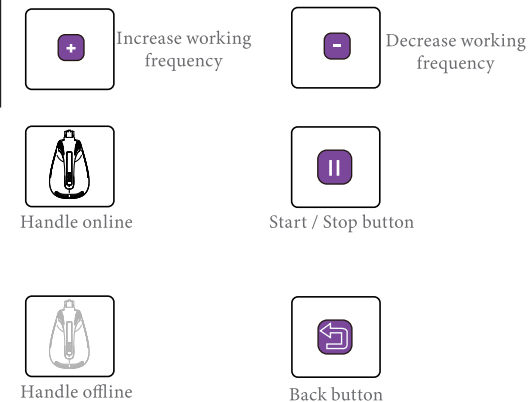 Increase working
frequency
Decrease working
frequency
Handle online
Start / Stop button
Handle offline
Back button